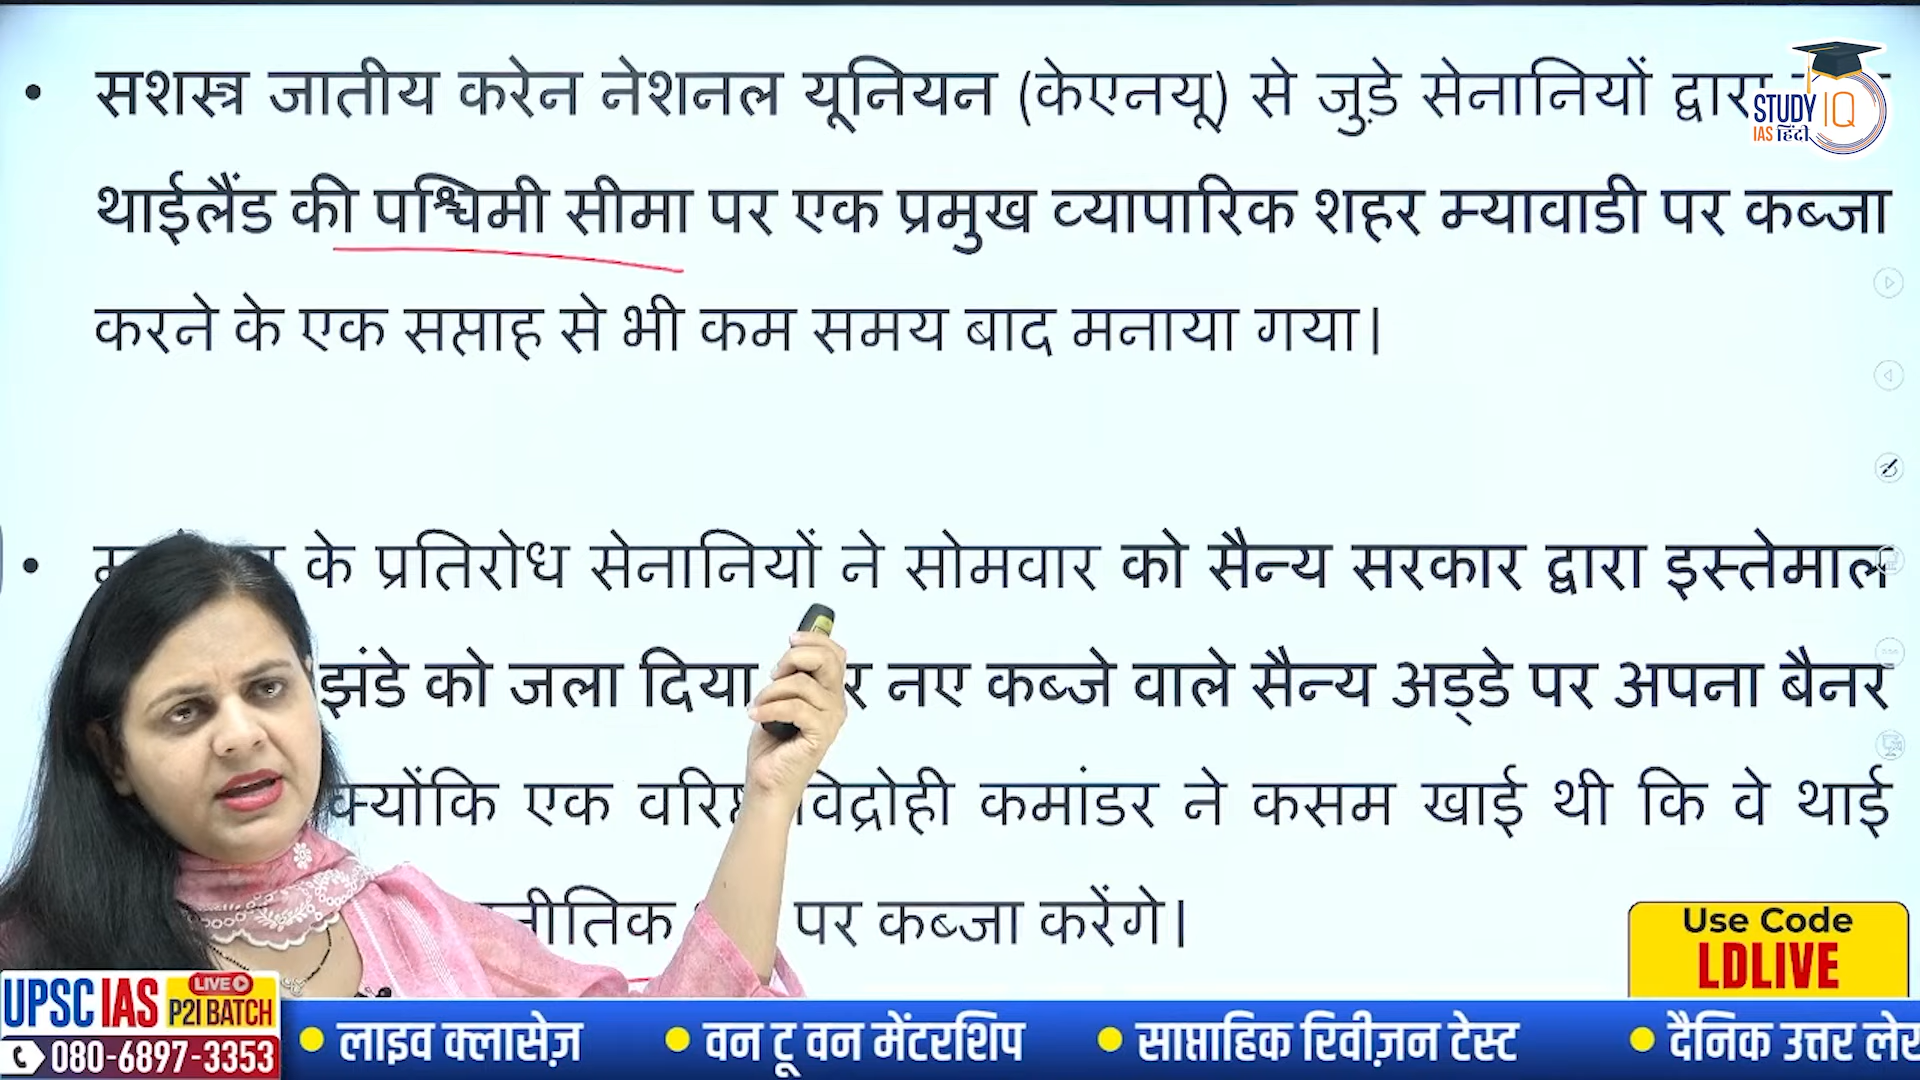 • सशस्त्र जातीय करेन नेशनल यूनियन (केएनयू) से जुड़े सेनानियों द्वारा
थाईलैंड की पश्चिमी सीमा पर एक प्रमुख व्यापारिक शहर म्यावाडी पर कब्जा
करने के एक सप्ताह से भी कम समय बाद मनाया गया।
• के प्रतिरोध सेनानियों ने सोमवार को सैन्य सरकार द्वारा इस्तेमाल
झंडे को जला दिया नए कब्जे वाले सैन्य अड्डे पर अपना बैनर
क्योंकि एक विद्रोही कमांडर ने कसम खाई थी कि वे थाई
पर कब्जा करेंगे।
STUDY IQ
IAS हिंदी
Use Code
LDLIVE
UPSC IAS LIVE
P2I BATCH
080-6897-3353
• लाइव क्लासेज़ • वन टू वन मेंटरशिप • साप्ताहिक रिवीज़न टेस्ट • दैनिक उत्तर